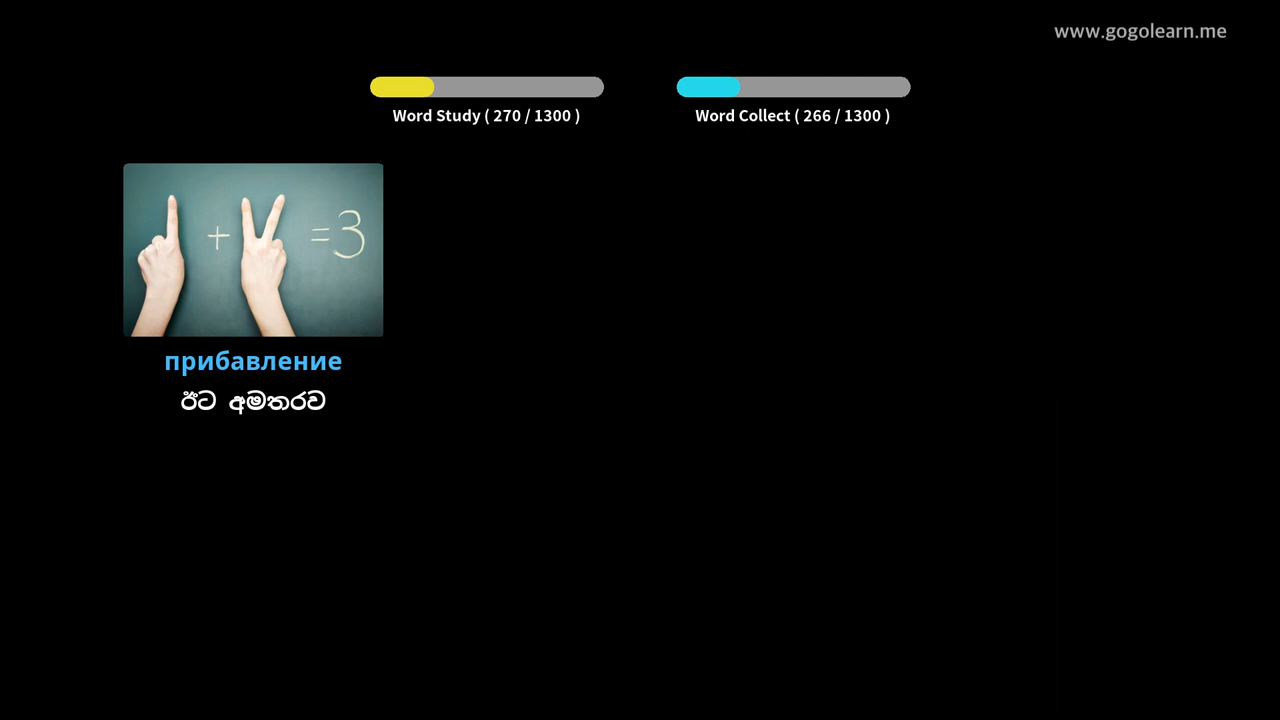 www.gogolearn.me
Word Study ( 270 / 1300 )
Word Collect ( 266 / 1300 )
+ =3
прибавление
ඊට අමතරව